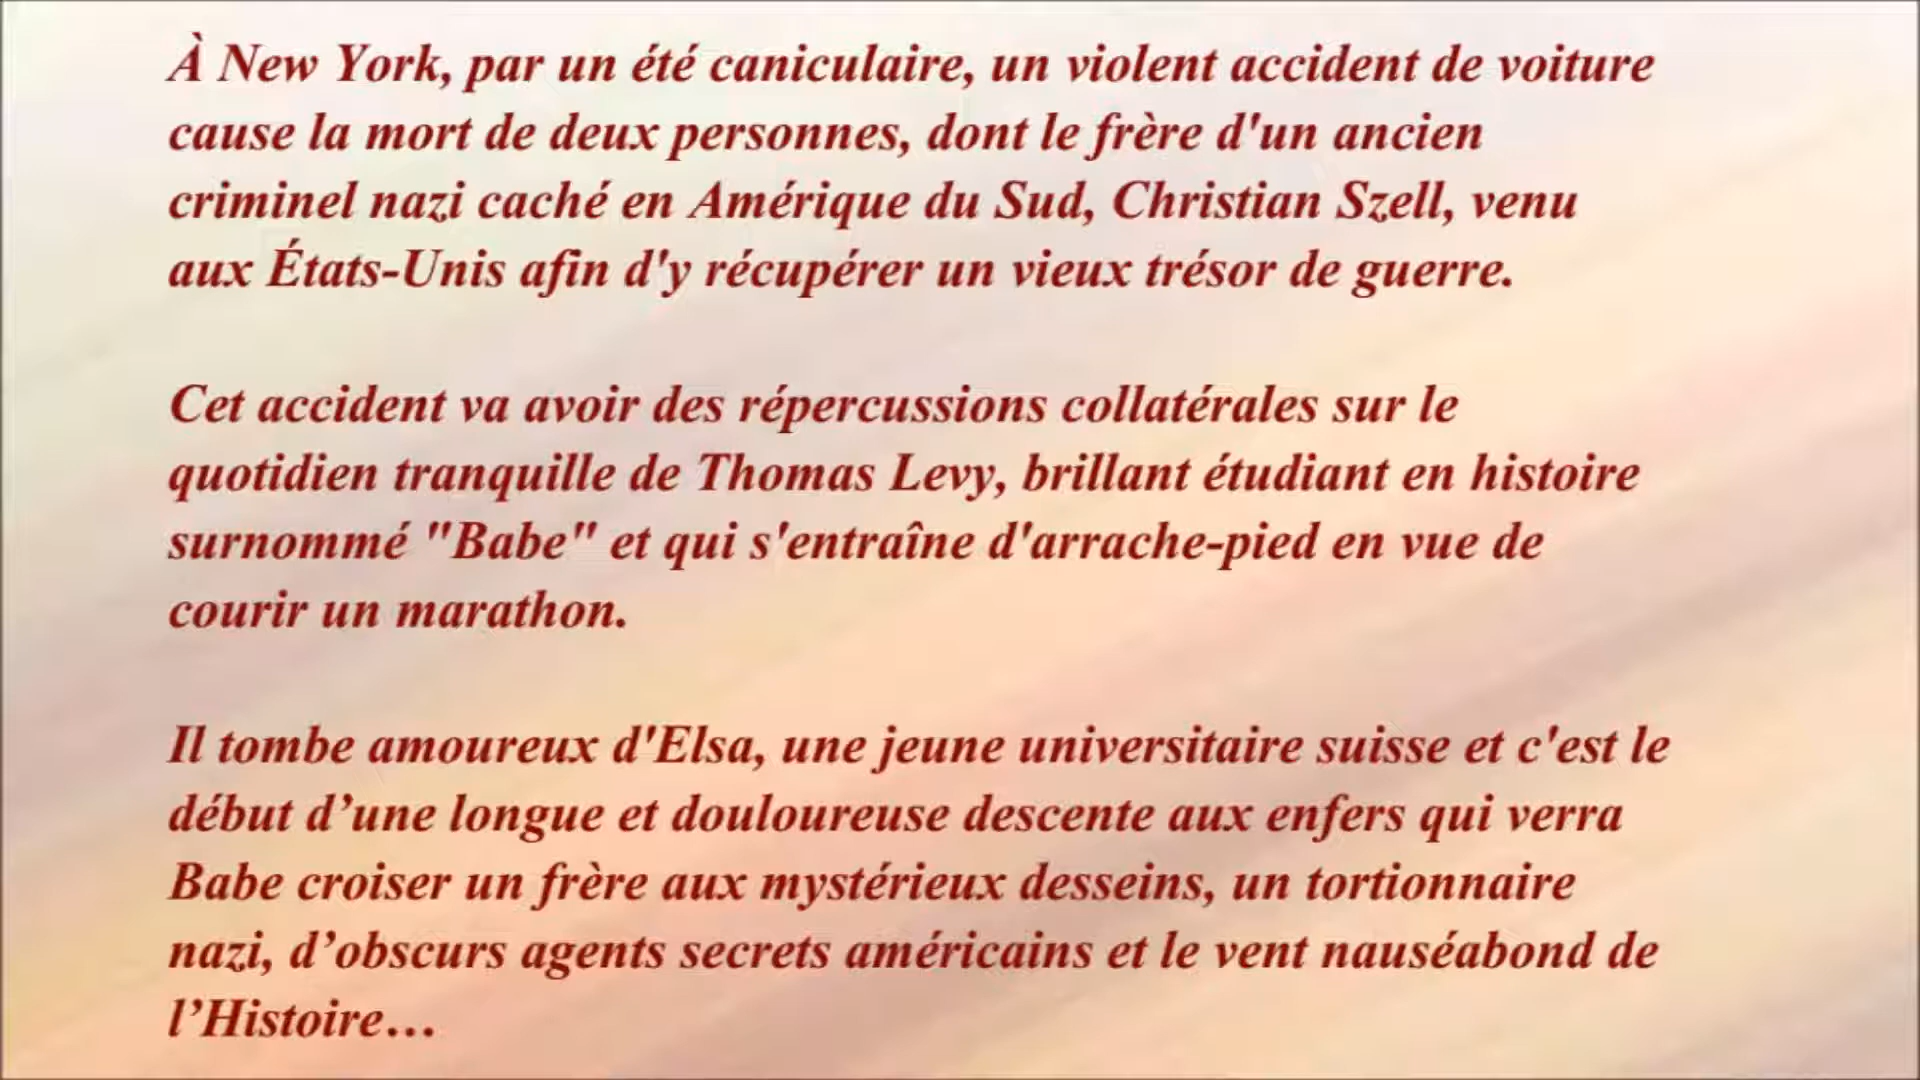 À New York, par un été caniculaire, un violent accident de voiture
cause la mort de deux personnes, dont le frère d'un ancien
criminel nazi caché en Amérique du Sud, Christian Szell, venu
aux États-Unis afin d'y récupérer un vieux trésor de guerre.
Cet accident va avoir des répercussions collatérales sur le
quotidien tranquille de Thomas Levy, brillant étudiant en histoire
surnommé "Babe" et qui s'entraîne d'arrache-pied en vue de
courir un marathon.
Il tombe amoureux d'Elsa, une jeune universitaire suisse et c'est le
début d’une longue et douloureuse descente aux enfers qui verra
Babe croiser un frère aux mystérieux desseins, un tortionnaire
nazi, d’obscurs agents secrets américains et le vent nauséabond de
l’Histoire…